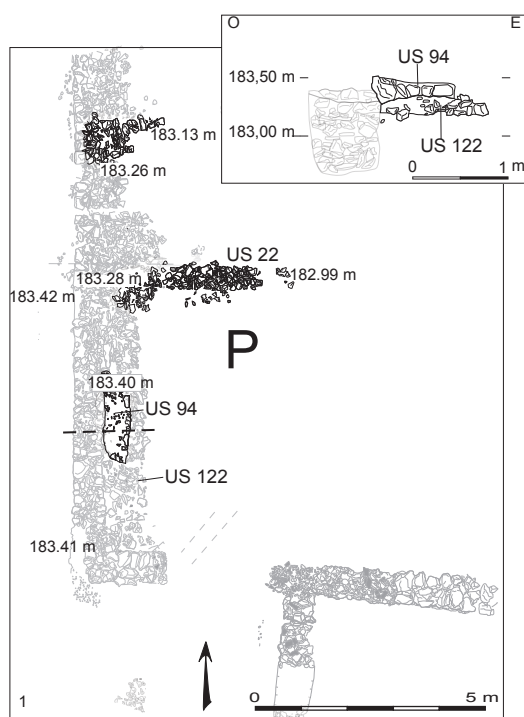 O E
US 94
183,50 m
183,00 m
US 122
0 1 m
183.13 m
183.26 m
US 22
183.28 m
182.99 m
183.42 m
P
183.40 m
US 94
US 122
183.41 m
1
0 5 m